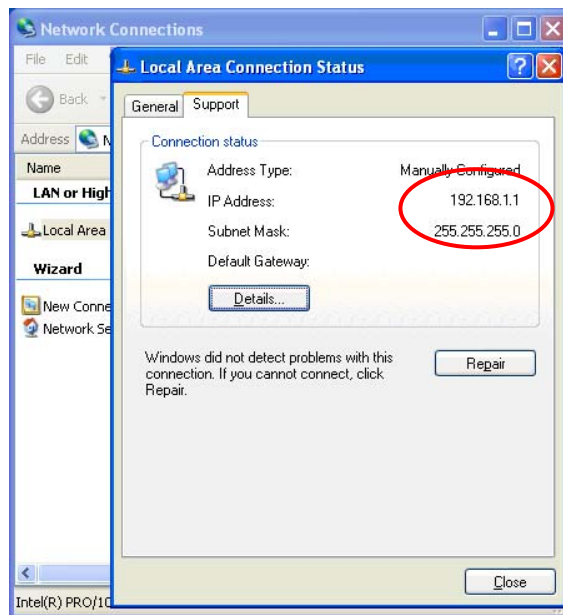 Network Connections
File Edit
Local Area Connection Status
Back
General Support
Address
Connection status
Name
Address Type: Manually Configured
LAN or High
IP Address: 192.168.1.1
Local Area
Subnet Mask: 255.255.255.0
Default Gateway:
Wizard
Details...
New Conne
Network Se
Windows did not detect problems with this
connection. If you cannot connect, click
Repair.
Repair
Close
Intel(R) PRO/10